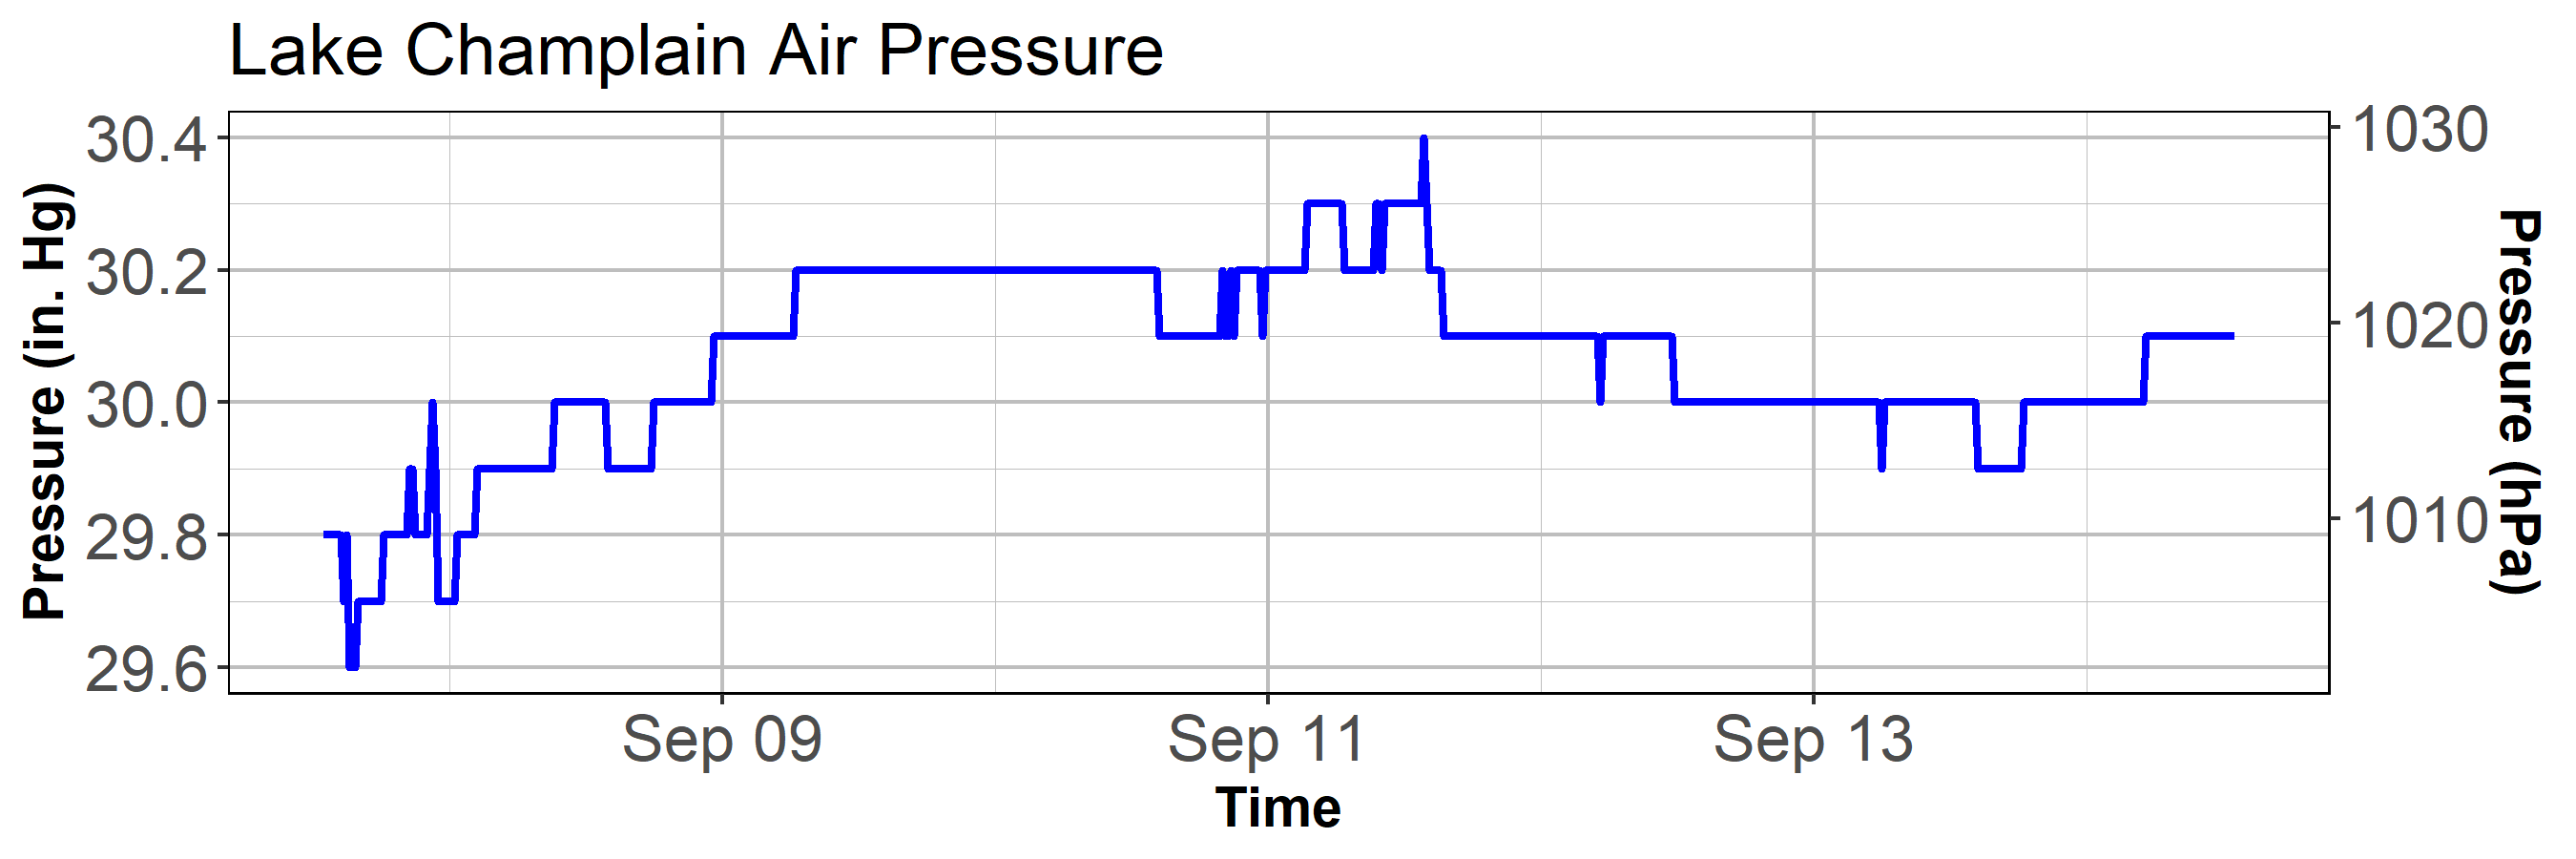 Lake Champlain Air Pressure
Pressure (in. Hg)
30.4
30.2
30.0
29.8
29.6
1030
1020
1010
Pressure (hPa)
Sep 09
Sep 11
Sep 13
Time